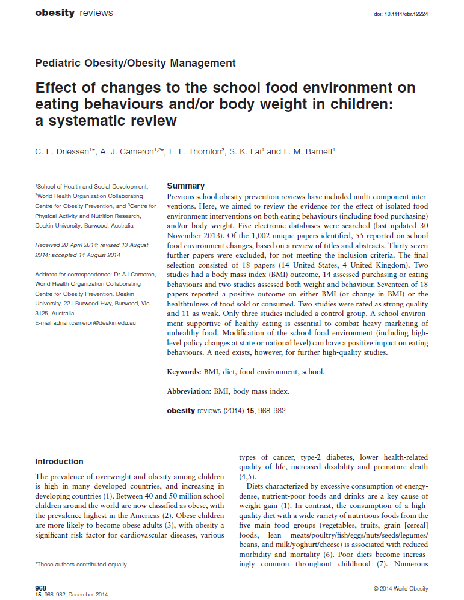 obesity reviews
doi: 10.1111/obr.12224
Pediatric Obesity/Obesity Management
Effect of changes to the school food environment on
eating behaviours and/or body weight in children:
a systematic review
C. E. Driessen, A. J. Cameron, L. E. Thornton, S. K. Lai and L. M. Barnett
School of Health and Social Development,
World Health Organization Collaborating
Centre for Obesity Prevention, and Centre for
Physical Activity and Nutrition Research,
Deakin University, Burwood, Australia
Received 28 April 2014; revised 13 August
2014; accepted 14 August 2014
Address for correspondence: Dr AJ Cameron,
World Health Organization Collaborating
Centre for Obesity Prevention, Deakin
University, 221 Burwood Hwy, Burwood, Vic.
3125, Australia.
E-mail: adrian.cameron@deakin.edu.au
Summary
Previous school obesity-prevention reviews have included multi-component inter-
ventions. Here, we aimed to review the evidence for the effect of isolated food
environment interventions on both eating behaviours (including food purchasing)
and/or body weight. Five electronic databases were searched (last updated 30
November 2013). Of the 1,002 unique papers identified, 55 reported on school
food environment changes, based on a review of titles and abstracts. Thirty-seven
further papers were excluded, for not meeting the inclusion criteria. The final
selection consisted of 18 papers (14 United States, 4 United Kingdom). Two
studies had a body mass index (BMI) outcome, 14 assessed purchasing or eating
behaviours and two studies assessed both weight and behaviour. Seventeen of 18
papers reported a positive outcome on either BMI (or change in BMI) or the
healthfulness of food sold or consumed. Two studies were rated as strong quality
and 11 as weak. Only three studies included a control group. A school environ-
ment supportive of healthy eating is essential to combat heavy marketing of
unhealthy food. Modification of the school food environment (including high-
level policy changes at state or national level) can have a positive impact on eating
behaviours. A need exists, however, for further high-quality studies.
Keywords: BMI, diet, food environment, school.
Abbreviation: BMI, body mass index.
obesity reviews (2014) 15, 968–982
Introduction
The prevalence of overweight and obesity among children
is high in many developed countries, and increasing in
developing countries (1). Between 40 and 50 million school
children around the world are now classified as obese, with
the prevalence highest in the Americas (2). Obese children
are more likely to become obese adults (3), with obesity a
significant risk factor for cardiovascular diseases, various
types of cancer, type-2 diabetes, lower health-related
quality of life, increased disability and premature death
(4,5).
Diets characterized by excessive consumption of energy-
dense, nutrient-poor foods and drinks are a key cause of
weight gain (1). In contrast, the consumption of a high-
quality diet with a wide variety of nutritious foods from the
five main food groups (vegetables, fruits, grain [cereal]
foods, lean meats/poultry/fish/eggs/nuts/seeds/legumes/
beans, and milk/yoghurt/cheese) is associated with reduced
morbidity and mortality (6). Poor diets become increas-
ingly common throughout childhood (7). Numerous
*These authors contributed equally.
968
15, 968–982, December 2014
© 2014 World Obesity